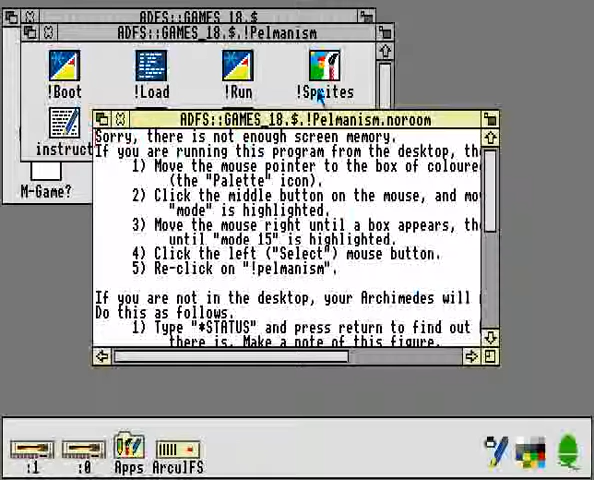 ADFS::GAMES_18.$
ADFS::GAMES_18.$.!Pelmanism
!Boot !Load !Run !Sprites
instruct
M-Game?
ADFS::GAMES_18.$.!Pelmanism.noroom
Sorry, there is not enough screen memory.
If you are running this program from the desktop, th
1) Move the mouse pointer to the box of coloure
(the "Palette" icon).
2) Click the middle button on the mouse, and mo
"mode" is highlighted.
3) Move the mouse right until a box appears, th
until "mode 15" is highlighted.
4) Click the left ("Select") mouse button.
5) Re-click on "!pelmanism".
If you are not in the desktop, your Archimedes will
Do this as follows.
1) Type "*STATUS" and press return to find out
there is. Make a note of this figure.
:1 :0 Apps ArculFS